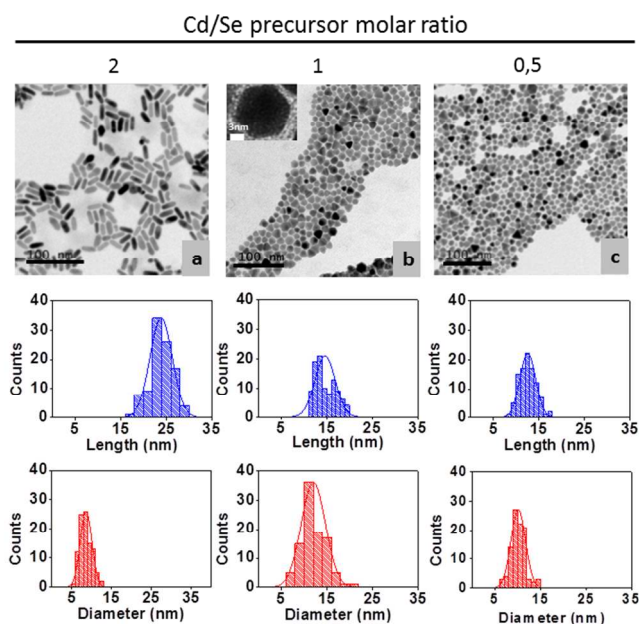 Cd/Se precursor molar ratio
2 1 0,5
3nm
100 nm a 100 nm b 100 nm c
40 40 40
30 30 30
20 20 20
10 10 10
0 0 0
Counts Counts Counts
5 15 25 35 5 15 25 35 5 15 25 35
Length (nm) Length (nm) Length (nm)
40 40 40
30 30 30
20 20 20
10 10 10
0 0 0
Counts Counts Counts
5 15 25 35 5 15 25 35 5 15 25 35
Diameter (nm) Diameter (nm) Diameter (nm)